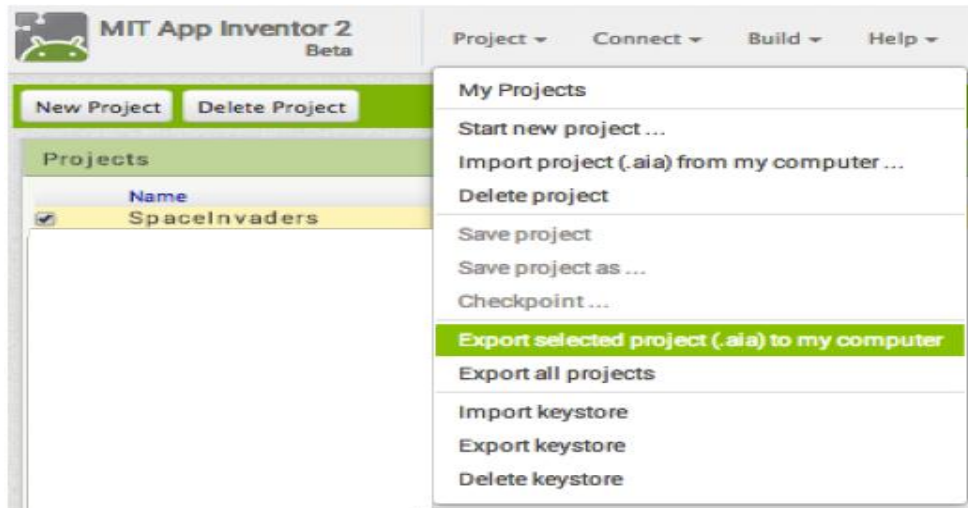 MIT App Inventor 2
Beta
Project Connect Build Help
New Project Delete Project
Projects
Name
SpaceInvaders
My Projects
Start new project ...
Import project (.aia) from my computer ...
Delete project
Save project
Save project as ...
Checkpoint ...
Export selected project (.aia) to my computer
Export all projects
Import keystore
Export keystore
Delete keystore